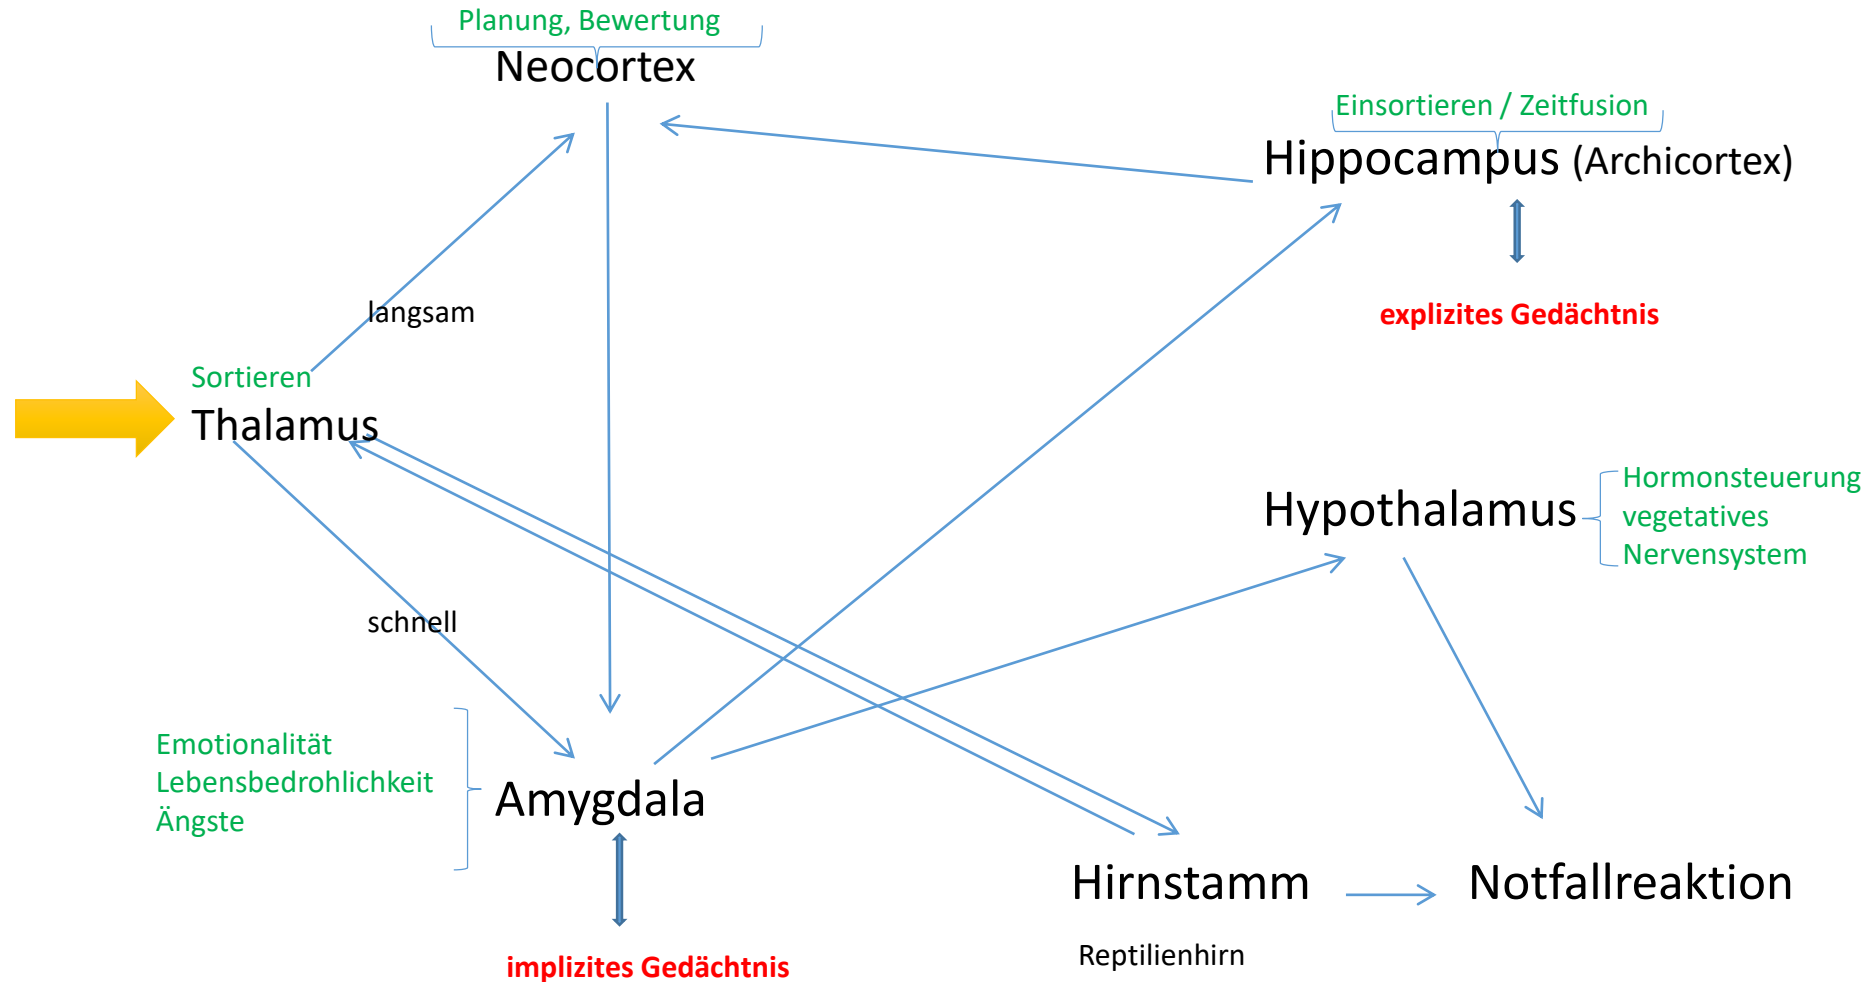 Planung, Bewertung
Neocortex
Einsortieren / Zeitfusion
Hippocampus (Archicortex)
langsam
explizites Gedächtnis
Sortieren
Thalamus
Hypothalamus
Hormonsteuerung
vegetatives
Nervensystem
schnell
Emotionalität
Lebensbedrohlichkeit
Ängste
Amygdala
Hirnstamm
Notfallreaktion
Reptilienhirn
implizites Gedächtnis